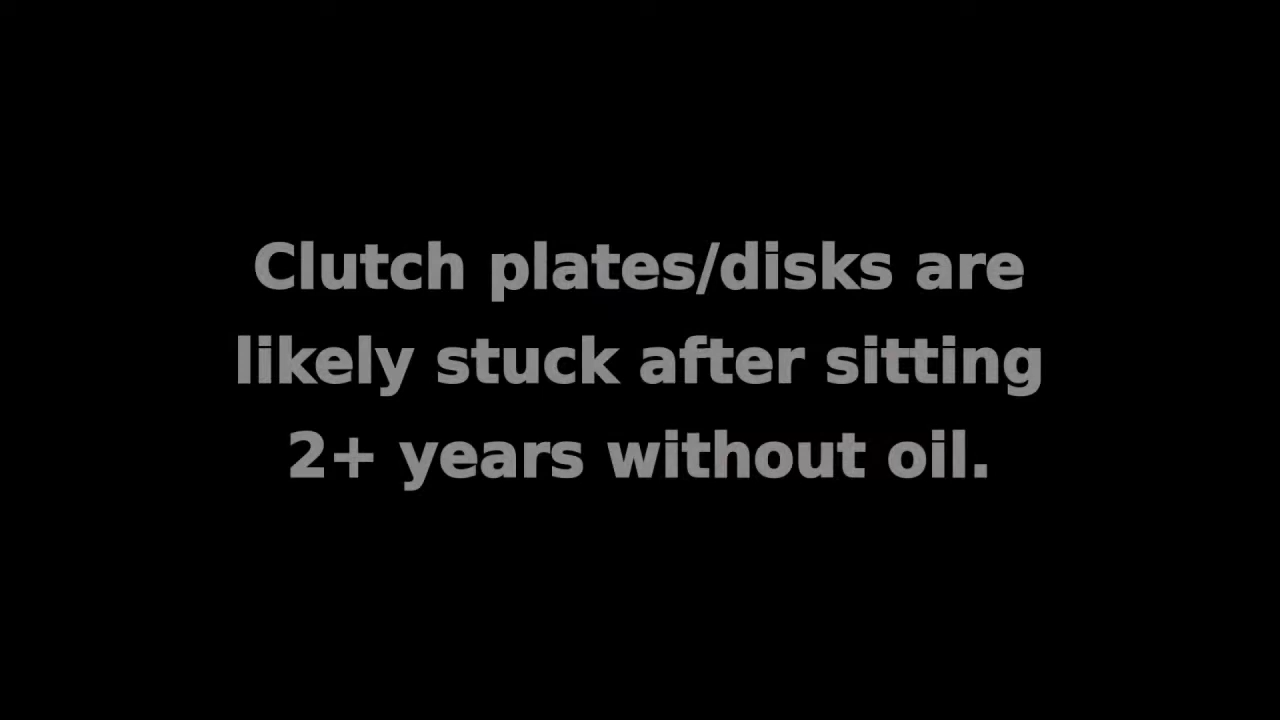 Clutch plates/disks are
likely stuck after sitting
2+ years without oil.